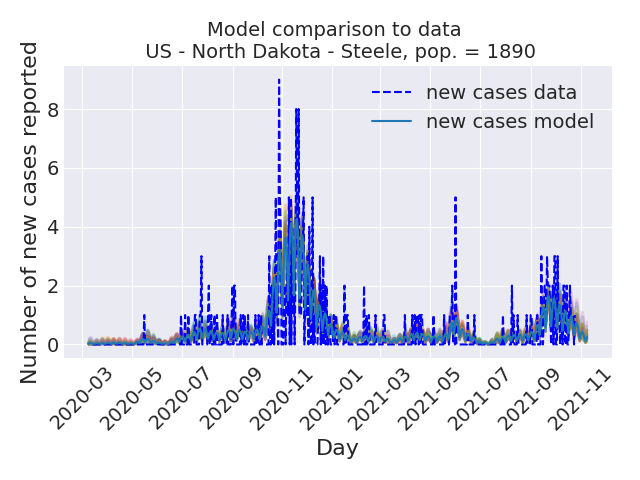 Model comparison to data
US - North Dakota - Steele, pop. = 1890
Number of new cases reported
8
6
4
2
0
new cases data
new cases model
2020-03
2020-05
2020-07
2020-09
2020-11
2021-01
2021-03
2021-05
2021-07
2021-09
2021-11
Day